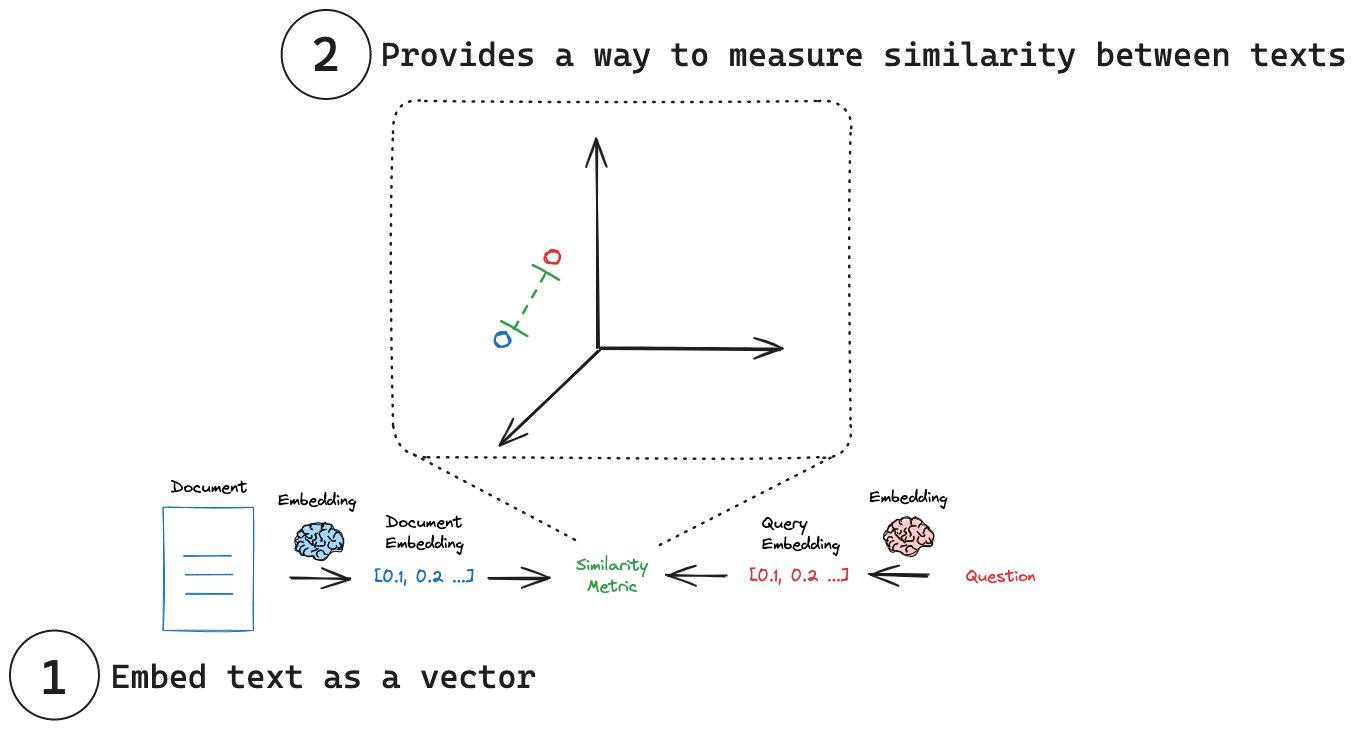 2 Provides a way to measure similarity between texts
Document
Embedding
Document
Embedding
[0.1, 0.2 ...]
Similarity
Metric
Query
Embedding
[0.1, 0.2 ...]
Embedding
Question
1 Embed text as a vector